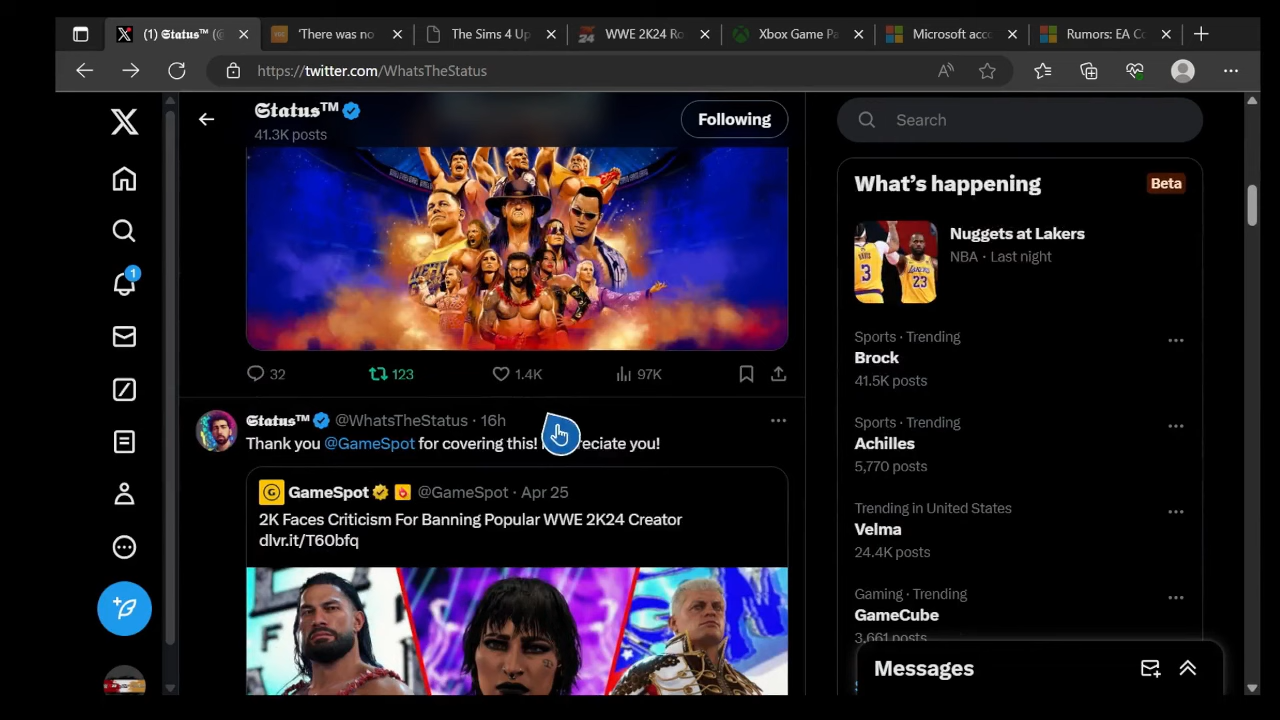 (1) 𝕾𝖙𝖆𝖙𝖚𝖘™ (@
'There was no
The Sims 4 Up
WWE 2K24 Ro
Xbox Game Pa
Microsoft acco
Rumors: EA Co
https://twitter.com/WhatsTheStatus
𝕾𝖙𝖆𝖙𝖚𝖘™
41.3K posts
Following
32
123
1.4K
97K
𝕾𝖙𝖆𝖙𝖚𝖘™ @WhatsTheStatus · 16h
Thank you @GameSpot for covering this! reciate you!
GameSpot @GameSpot · Apr 25
2K Faces Criticism For Banning Popular WWE 2K24 Creator
dlvr.it/T60bfq
Search
What's happening
Beta
Nuggets at Lakers
NBA · Last night
Sports · Trending
Brock
41.5K posts
Sports · Trending
Achilles
5,770 posts
Trending in United States
Velma
24.4K posts
Gaming · Trending
GameCube
3,661 posts
Messages